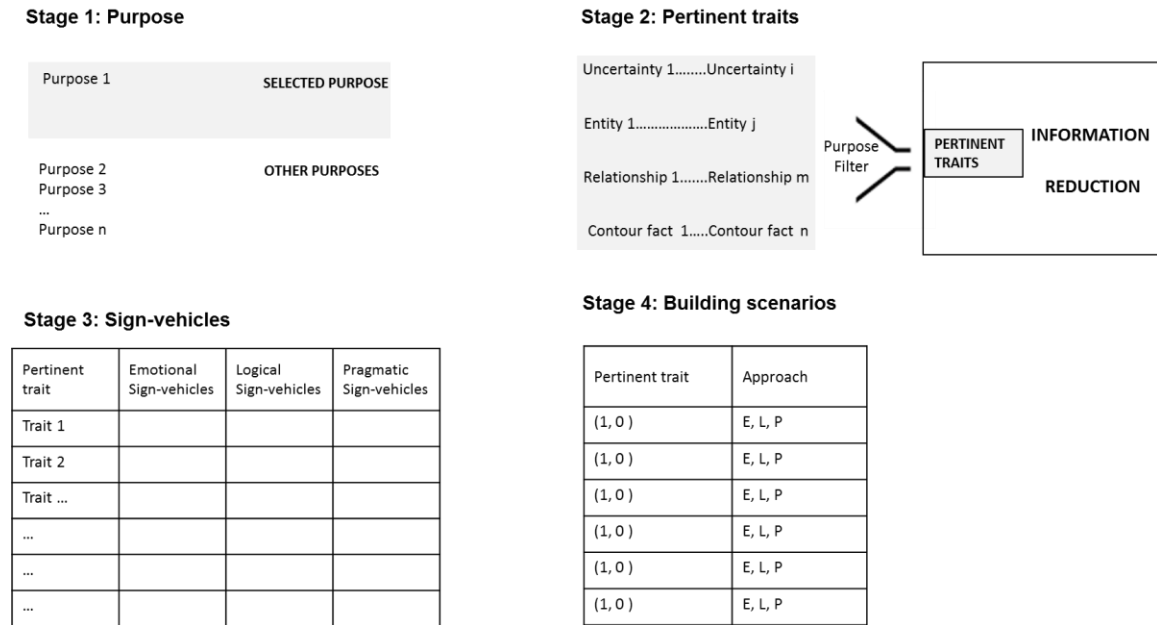 Stage 1: Purpose
Purpose 1
SELECTED PURPOSE
Purpose 2
OTHER PURPOSES
Purpose 3
...
Purpose n
Stage 2: Pertinent traits
Uncertainty 1........Uncertainty i
Entity 1..................Entity j
Relationship 1.......Relationship m
Contour fact 1.....Contour fact n
Purpose
Filter
PERTINENT
TRAITS
INFORMATION
REDUCTION
Stage 3: Sign-vehicles
Pertinent
trait
Emotional
Sign-vehicles
Logical
Sign-vehicles
Pragmatic
Sign-vehicles
Trait 1
Trait 2
Trait ...
...
...
...
Stage 4: Building scenarios
Pertinent trait
Approach
(1, 0 )
E, L, P
(1, 0 )
E, L, P
(1, 0 )
E, L, P
(1, 0 )
E, L, P
(1, 0 )
E, L, P
(1, 0 )
E, L, P